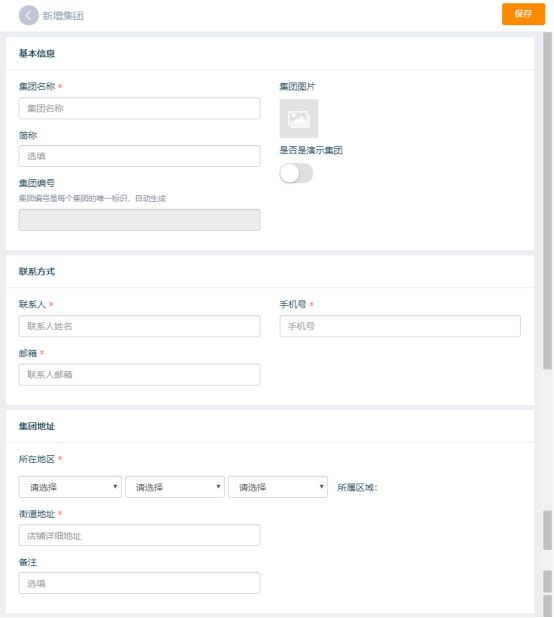 新增集团
保存
基本信息
集团名称 *
集团名称
集团图片
简称
选填
是否是演示集团
集团编号
集团编号是每个集团的唯一标识，自动生成
联系方式
联系人 *
联系人姓名
手机号 *
手机号
邮箱 *
联系人邮箱
集团地址
所在地区 *
请选择 请选择 请选择 所属区域：
街道地址 *
店铺详细地址
备注
选填